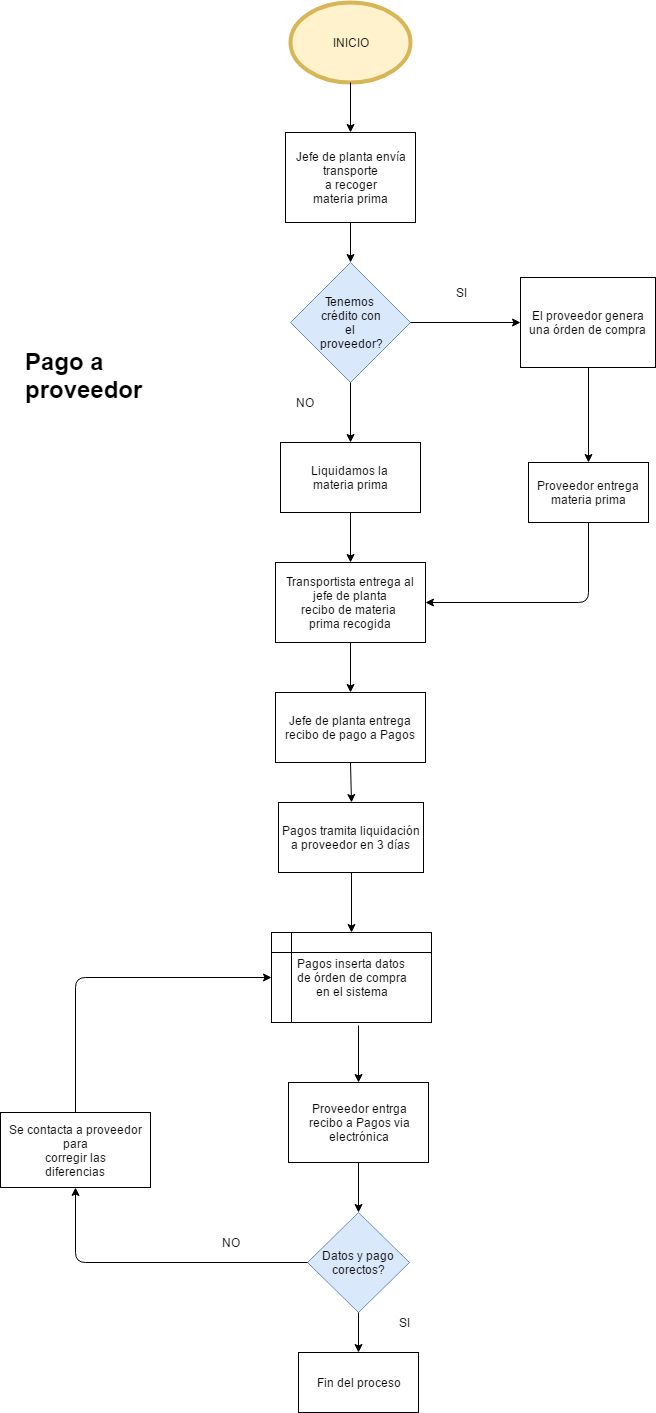 INICIO
Jefe de planta envía
transporte
a recoger
materia prima
Tenemos
crédito con
el
proveedor?
SI
El proveedor genera
una órden de compra
Pago a
proveedor
NO
Liquidamos la
materia prima
Proveedor entrega
materia prima
Transportista entrega al
jefe de planta
recibo de materia
prima recogida
Jefe de planta entrega
recibo de pago a Pagos
Pagos tramita liquidación
a proveedor en 3 días
Pagos inserta datos
de órden de compra
en el sistema
Proveedor entrga
recibo a Pagos via
electrónica
Se contacta a proveedor
para
corregir las
diferencias
NO
Datos y pago
corectos?
SI
Fin del proceso